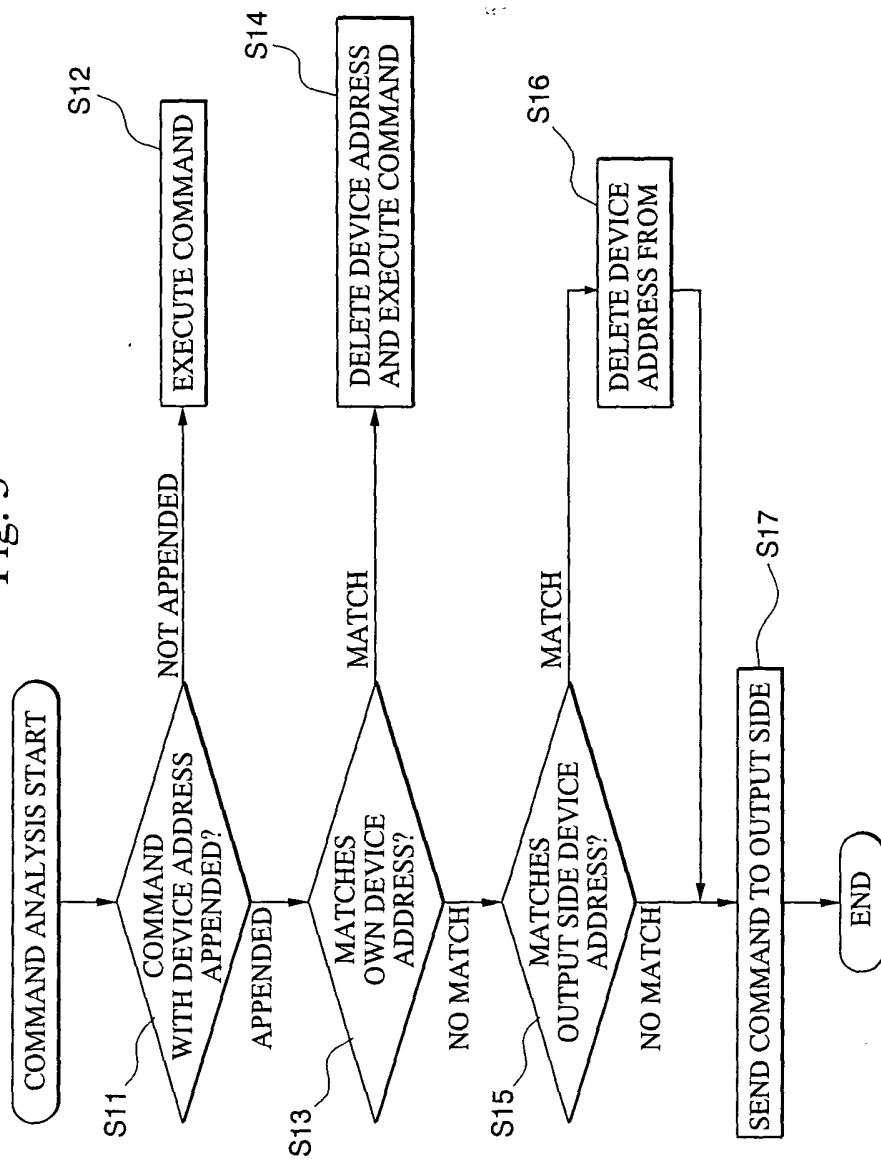 COMMAND ANALYSIS START
S11
COMMAND
WITH DEVICE ADDRESS
APPENDED?
NOT APPENDED
S12
EXECUTE COMMAND
APPENDED
S13
MATCHES
OWN DEVICE
ADDRESS?
MATCH
S14
DELETE DEVICE ADDRESS
AND EXECUTE COMMAND
NO MATCH
S15
MATCHES
OUTPUT SIDE DEVICE
ADDRESS?
MATCH
S16
DELETE DEVICE
ADDRESS FROM
NO MATCH
S17
SEND COMMAND TO OUTPUT SIDE
END